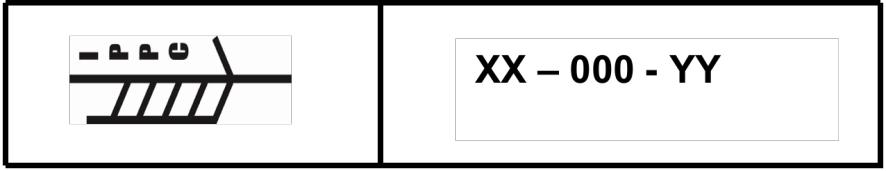 IPPC
XX – 000 - YY